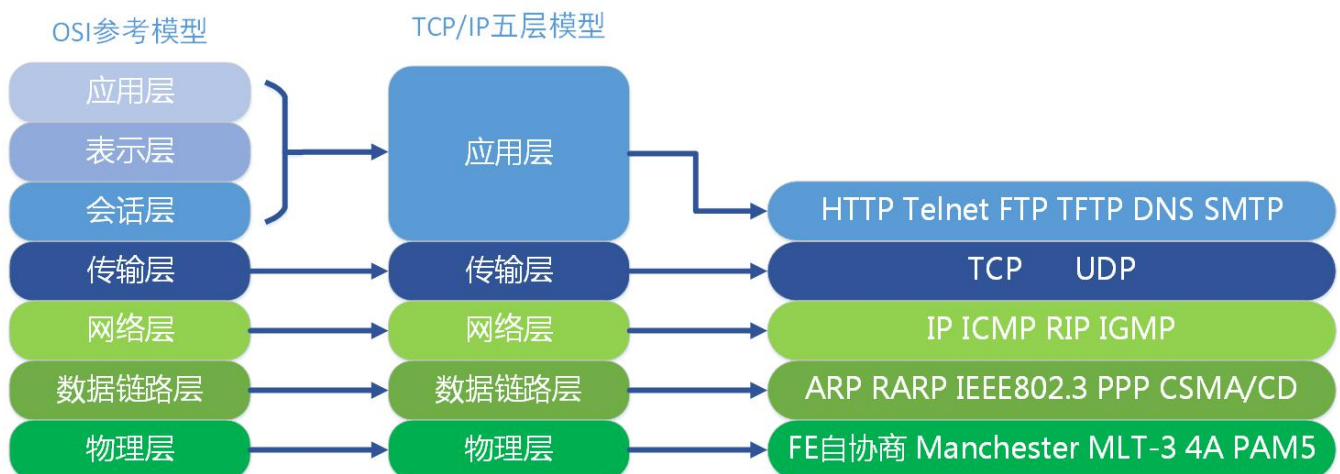 OSI参考模型
TCP/IP五层模型
应用层
表示层
会话层
应用层
HTTP Telnet FTP TFTP DNS SMTP
传输层
传输层
TCP UDP
网络层
网络层
IP ICMP RIP IGMP
数据链路层
数据链路层
ARP RARP IEEE802.3 PPP CSMA/CD
物理层
物理层
FE自协商 Manchester MLT-3 4A PAM5